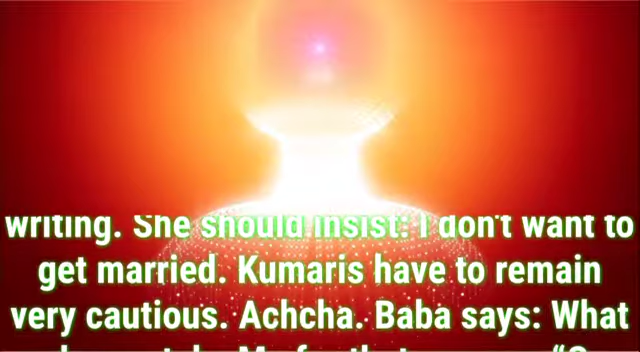 writing. She should insist: I don't want to
get married. Kumaris have to remain
very cautious. Achcha. Baba says: What